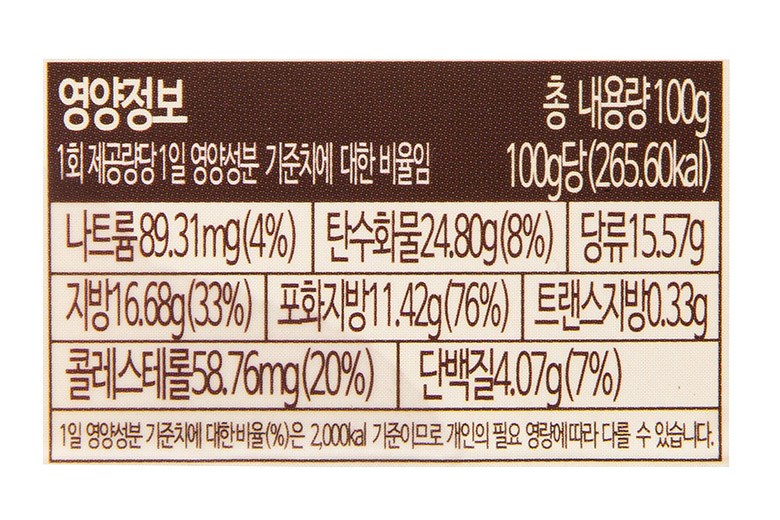 영양정보 총 내용량100g
1회 제공량당 1일 영양성분 기준치에 대한 비율임 100g당(265.60kal)
나트륨89.31mg(4%) 탄수화물24.80g(8%) 당류15.57g
지방16.68g(33%) 포화지방11.42g(76%) 트랜스지방0.33g
콜레스테롤58.76mg(20%) 단백질4.07g(7%)
1일 영양성분 기준치에 대한 비율(%)은 2,000kal 기준이므로 개인의 필요 영량에 따라 다를 수 있습니다.